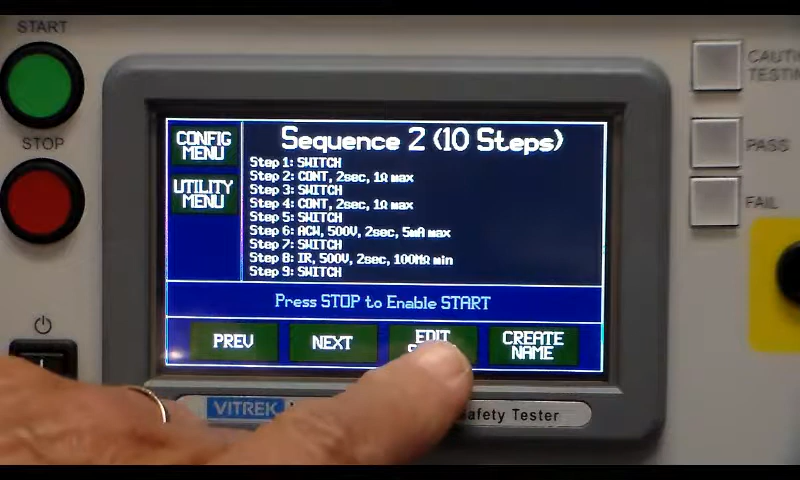 START
CAUTI
TESTIN
STOP
PASS
FAIL
CONFIG
MENU
UTILITY
MENU
Sequence 2 (10 Steps)
Step 1: SWITCH
Step 2: CONT, 2sec, 1Ω max
Step 3: SWITCH
Step 4: CONT, 2sec, 1Ω max
Step 5: SWITCH
Step 6: ACW, 500V, 2sec, 5mA max
Step 7: SWITCH
Step 8: IR, 500V, 2sec, 100MΩ min
Step 9: SWITCH
Press STOP to Enable START
PREV
NEXT
EDIT
CREATE
NAME
VITREK
Safety Tester